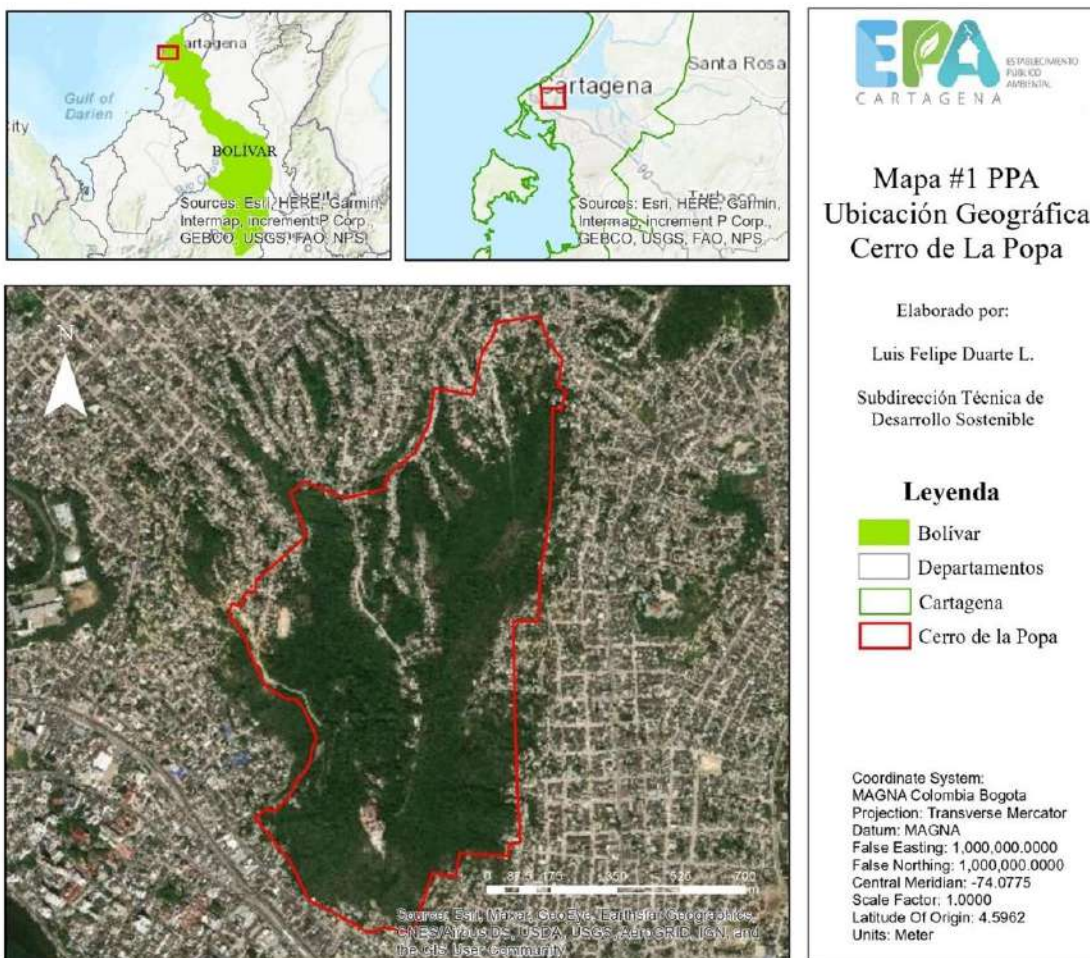 artagena
Gulf of
Darien
City
BOLÍVAR
Sources: Esri, HERE, Garmin,
Intermap, increment P Corp.,
GEBCO, USGS, FAO, NPS,
Santa Rosa
Cartagena
90
Turbaco
Sources: Esri, HERE, Garmin,
Intermap, increment P Corp.,
GEBCO, USGS, FAO, NPS,
N
0 87.5 175 350 525 700
m
Source: Esri, Maxar, GeoEye, Earthstar Geographics,
CNES/Airbus DS, USDA, USGS, AeroGRID, IGN, and
the GIS User Community
EPA
ESTABLECIMIENTO
PÚBLICO
AMBIENTAL
CARTAGENA
Mapa #1 PPA
Ubicación Geográfica
Cerro de La Popa
Elaborado por:
Luis Felipe Duarte L.
Subdirección Técnica de
Desarrollo Sostenible
Leyenda
Bolívar
Departamentos
Cartagena
Cerro de la Popa
Coordinate System:
MAGNA Colombia Bogota
Projection: Transverse Mercator
Datum: MAGNA
False Easting: 1,000,000.0000
False Northing: 1,000,000.0000
Central Meridian: -74.0775
Scale Factor: 1.0000
Latitude Of Origin: 4.5962
Units: Meter